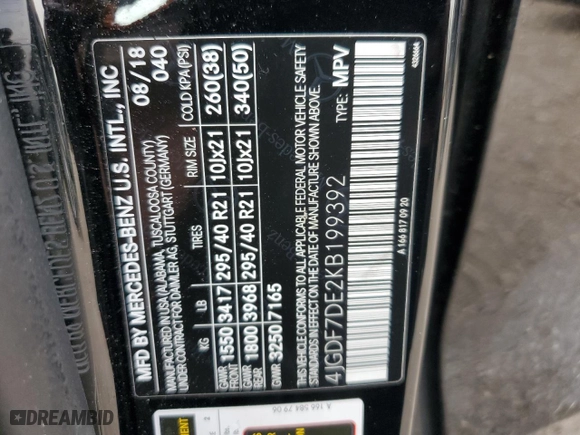 MFD BY MERCEDES-BENZ U.S. INTL., INC
MANUFACTURED IN USA (ALABAMA, TUSCALOOSA COUNTY)
UNDER CONTRACT FOR DAIMLER AG, STUTTGART (GERMANY)
08/18
040
KG LB TIRES RIM SIZE COLD KPA (PSI)
GAWR FRONT 1550 3417 295/40 R21 10Jx21 260(38)
GAWR REAR 1800 3968 295/40 R21 10Jx21 340(50)
GVWR 3250 7165
THIS VEHICLE CONFORMS TO ALL APPLICABLE FEDERAL MOTOR VEHICLE SAFETY
STANDARDS IN EFFECT ON THE DATE OF MANUFACTURE SHOWN ABOVE.
4JGDF7DE2KB199392 TYPE: MPV
A 166 817 09 20
A 166 584 29 06
DEALERHISTORY